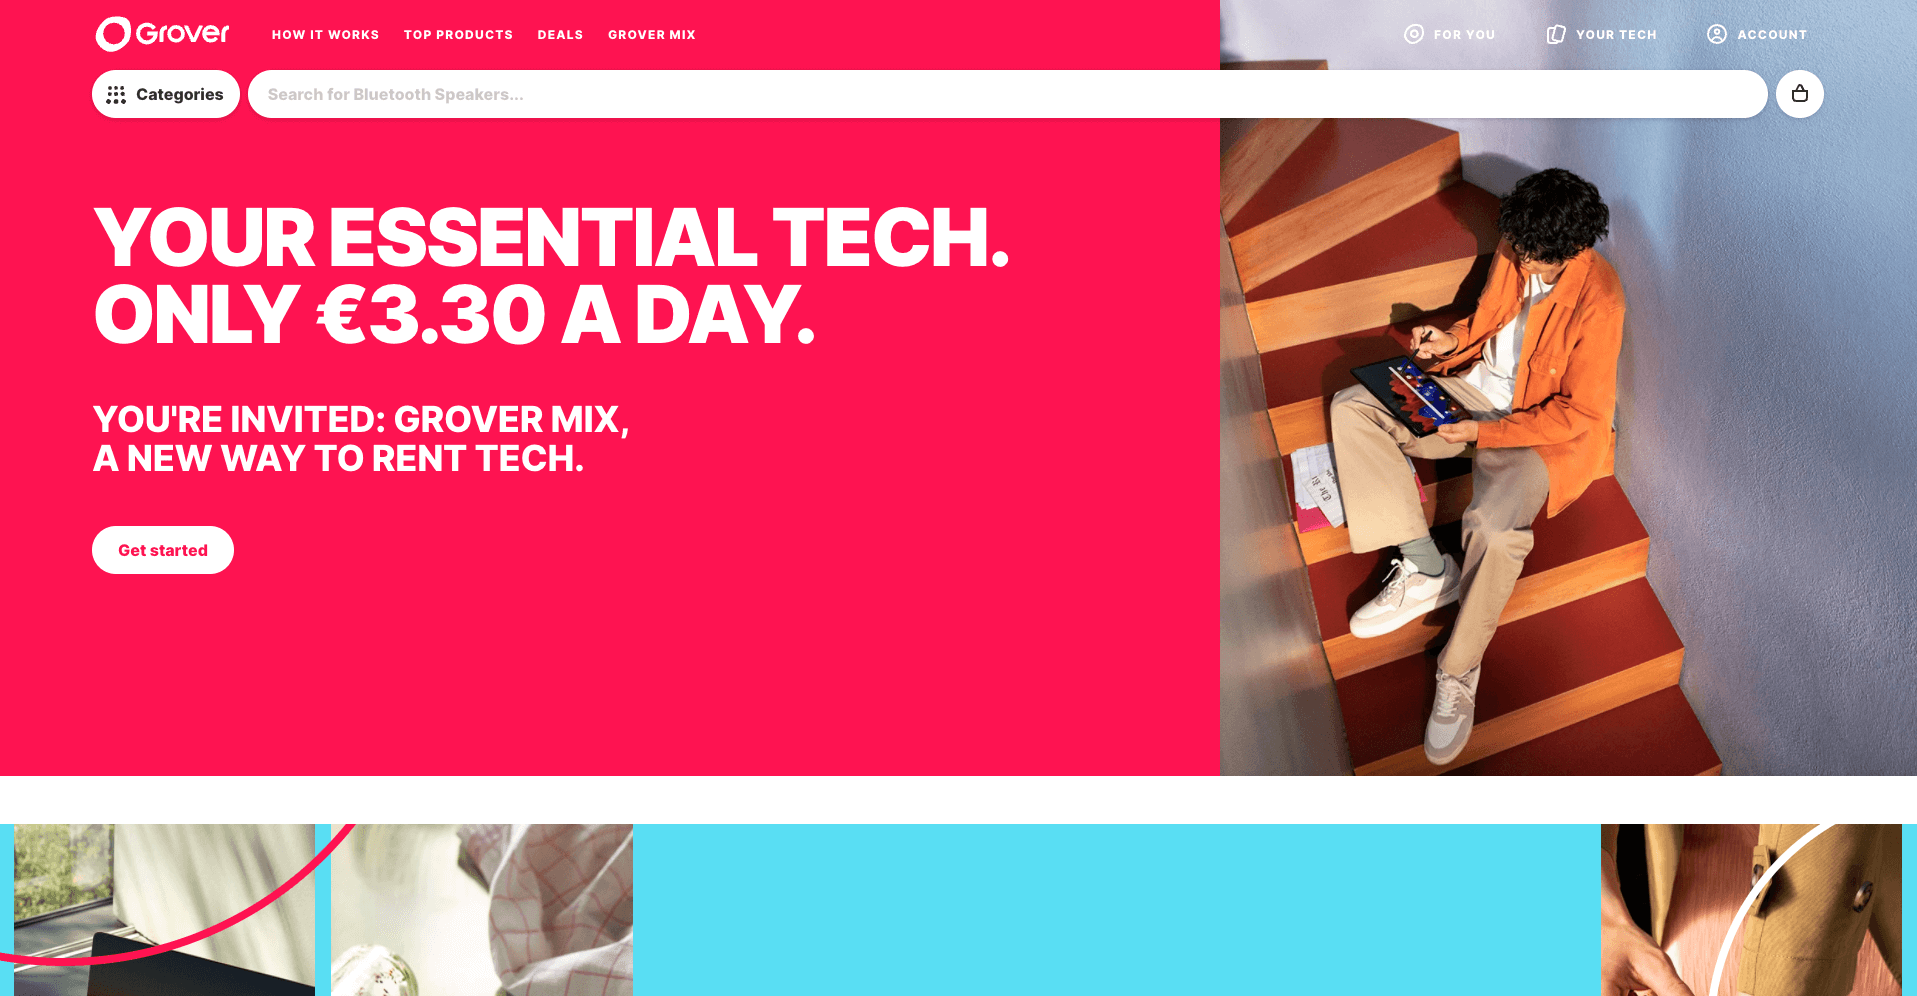 Grover
HOW IT WORKS
TOP PRODUCTS
DEALS
GROVER MIX
FOR YOU
YOUR TECH
ACCOUNT
Categories
Search for Bluetooth Speakers...
YOUR ESSENTIAL TECH.
ONLY €3.30 A DAY.
YOU'RE INVITED: GROVER MIX,
A NEW WAY TO RENT TECH.
Get started